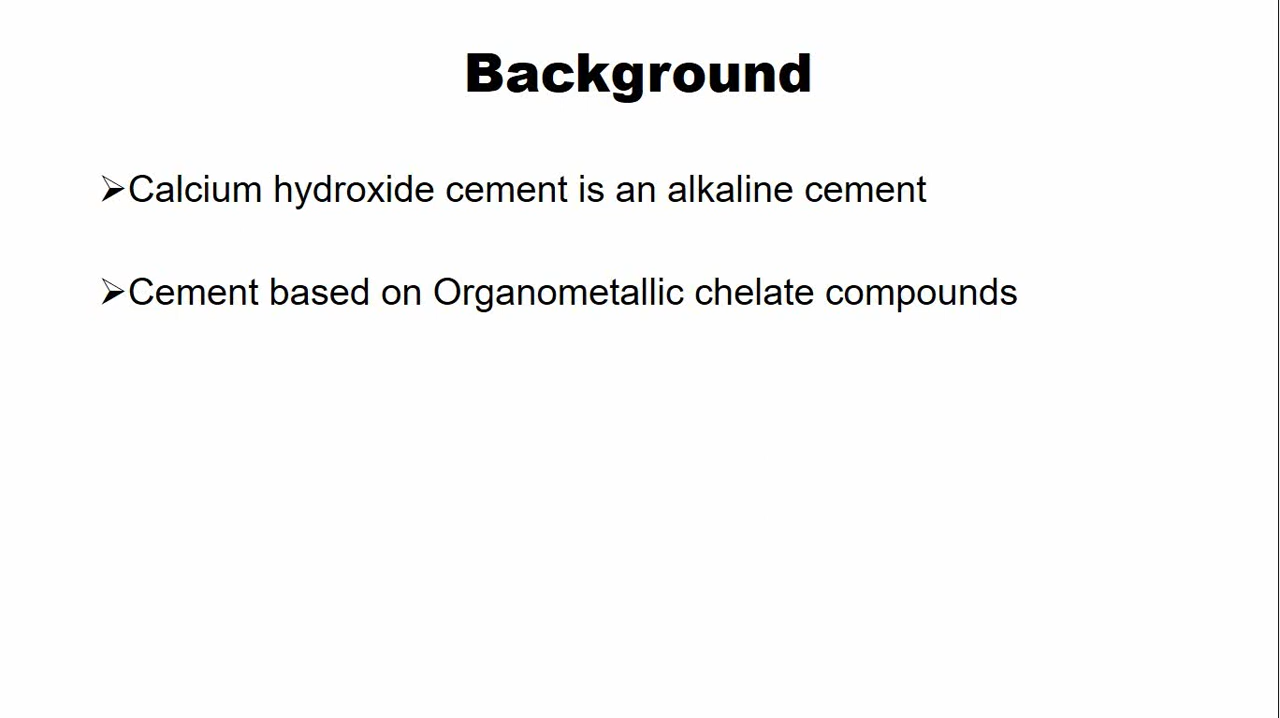 Background
➢Calcium hydroxide cement is an alkaline cement
➢Cement based on Organometallic chelate compounds